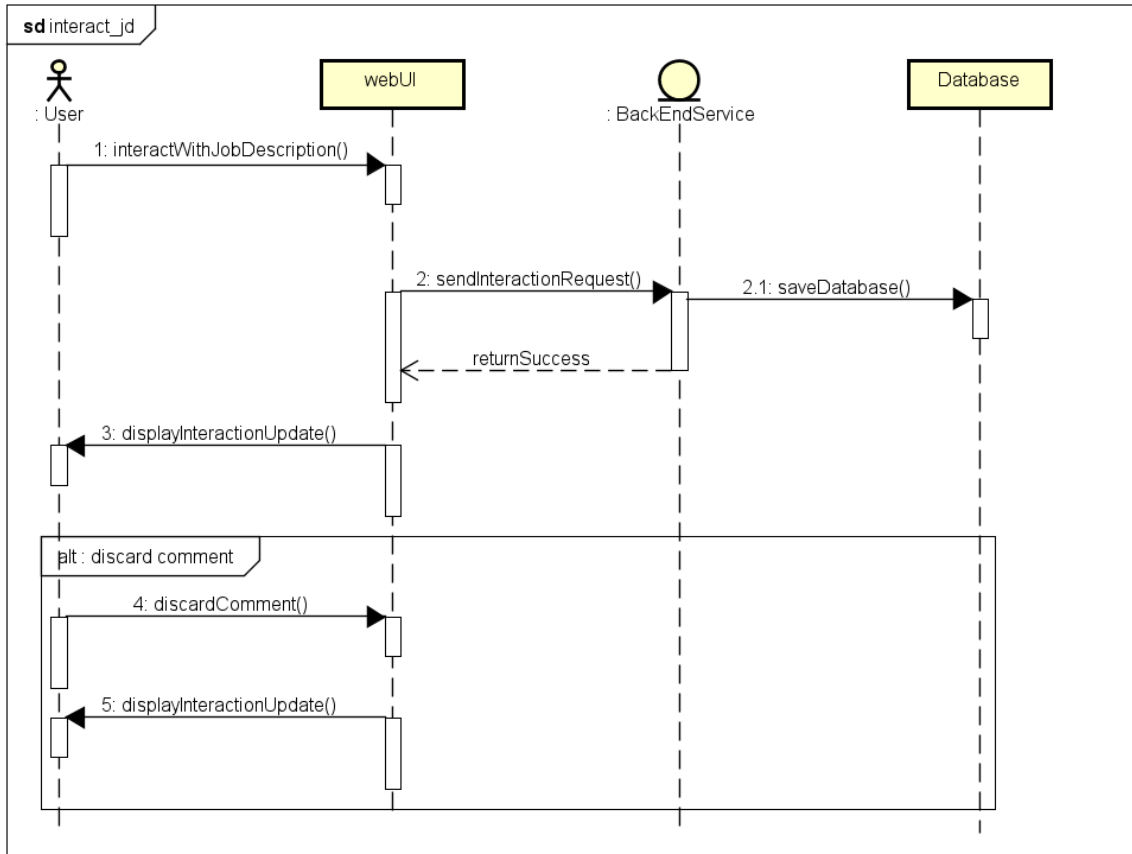 sd interact_jd
: User
webUI
: BackEndService
Database
1: interactWithJobDescription()
2: sendInteractionRequest()
2.1: saveDatabase()
returnSuccess
3: displayInteractionUpdate()
alt : discard comment
4: discardComment()
5: displayInteractionUpdate()